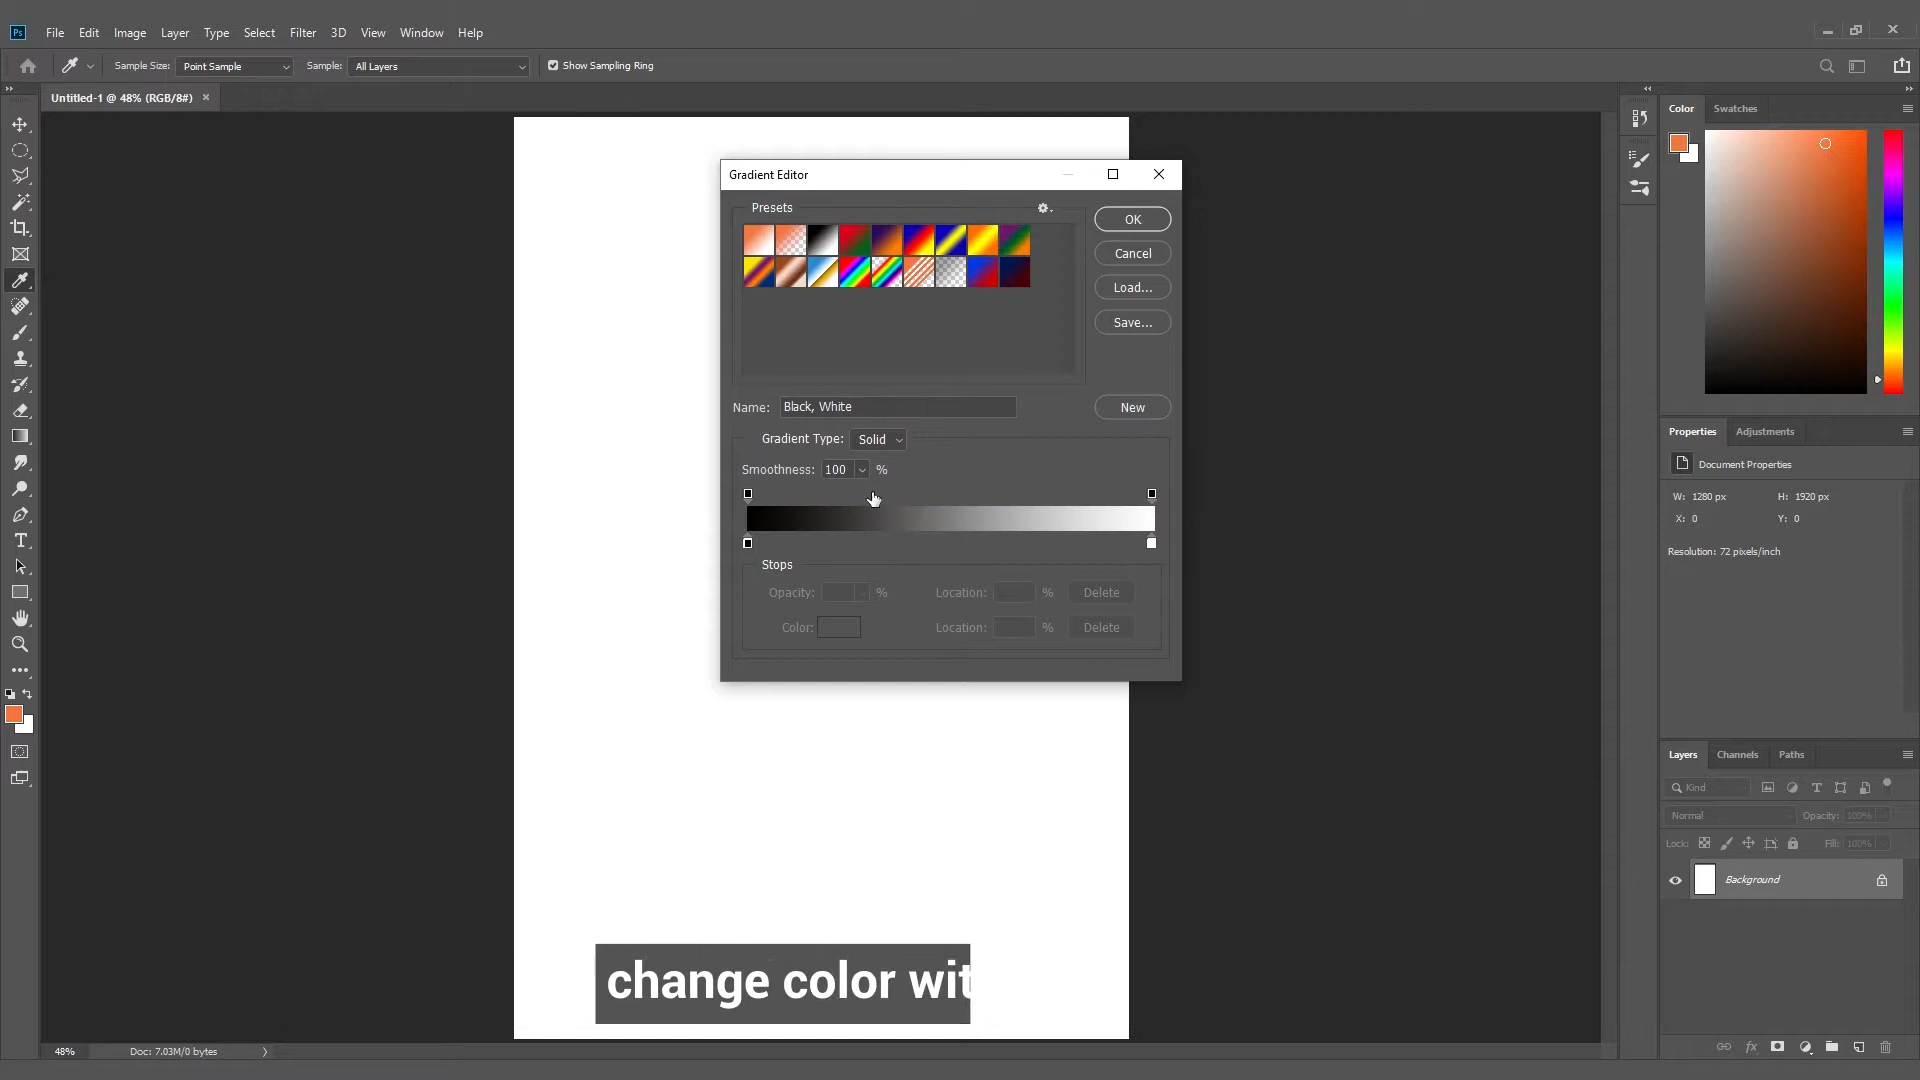 Ps File Edit Image Layer Type Select Filter 3D View Window Help
Sample Size: Point Sample Sample: All Layers Show Sampling Ring
Untitled-1 @ 48% (RGB/8#)
Color Swatches
Gradient Editor
Presets
OK
Cancel
Load...
Save...
Name: Black, White New
Gradient Type: Solid
Smoothness: 100 %
Stops
Opacity: % Location: % Delete
Color: Location: % Delete
Properties Adjustments
Document Properties
W: 1280 px H: 1920 px
X: 0 Y: 0
Resolution: 72 pixels/inch
Layers Channels Paths
Kind
Normal Opacity: 100%
Lock: Fill: 100%
Background
fx
change color wit
48% Doc: 7.03M/0 bytes